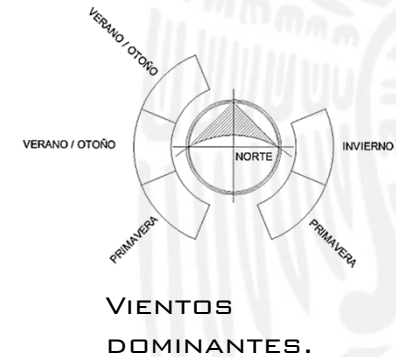 VERANO / OTOÑO
VERANO / OTOÑO
INVIERNO
NORTE
PRIMAVERA
PRIMAVERA
VIENTOS
DOMINANTES.